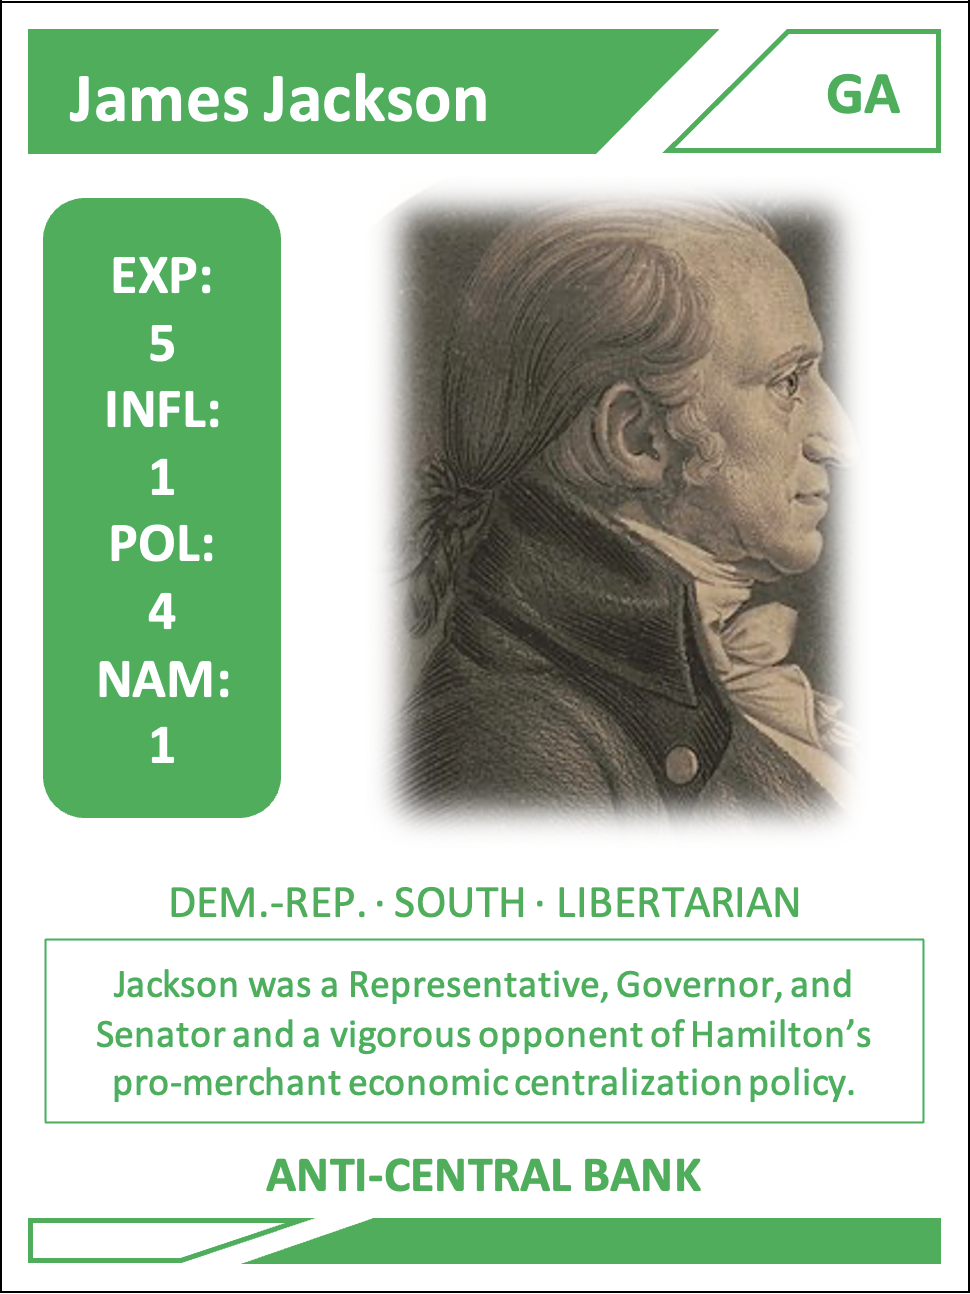 James Jackson
GA
EXP:
5
INFL:
1
POL:
4
NAM:
1
DEM.-REP. · SOUTH · LIBERTARIAN
Jackson was a Representative, Governor, and
Senator and a vigorous opponent of Hamilton’s
pro-merchant economic centralization policy.
ANTI-CENTRAL BANK